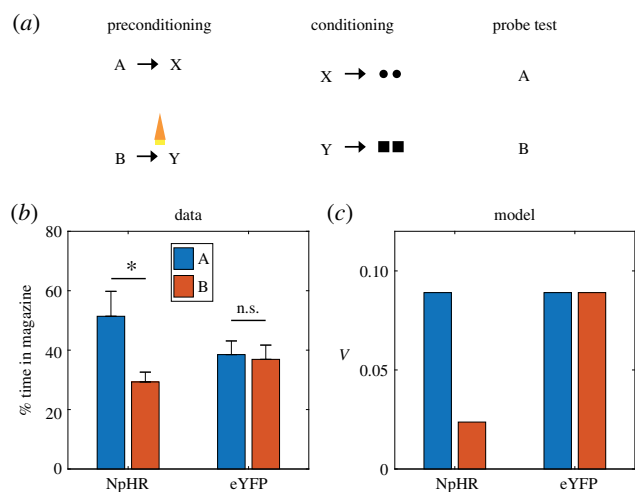 (a)
preconditioning conditioning probe test
A → X X → A
B → Y Y → B
(b) data (c) model
80
60
40
20
0
% time in magazine
A
B
*
n.s.
NpHR eYFP
0.10
0.05
0
V
NpHR eYFP